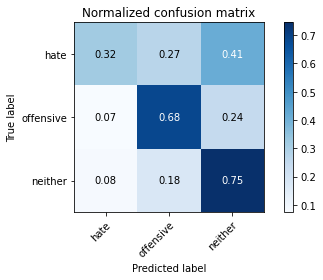 Normalized confusion matrix
True label
hate 0.32 0.27 0.41
offensive 0.07 0.68 0.24
neither 0.08 0.18 0.75
hate offensive neither
Predicted label
0.7
0.6
0.5
0.4
0.3
0.2
0.1